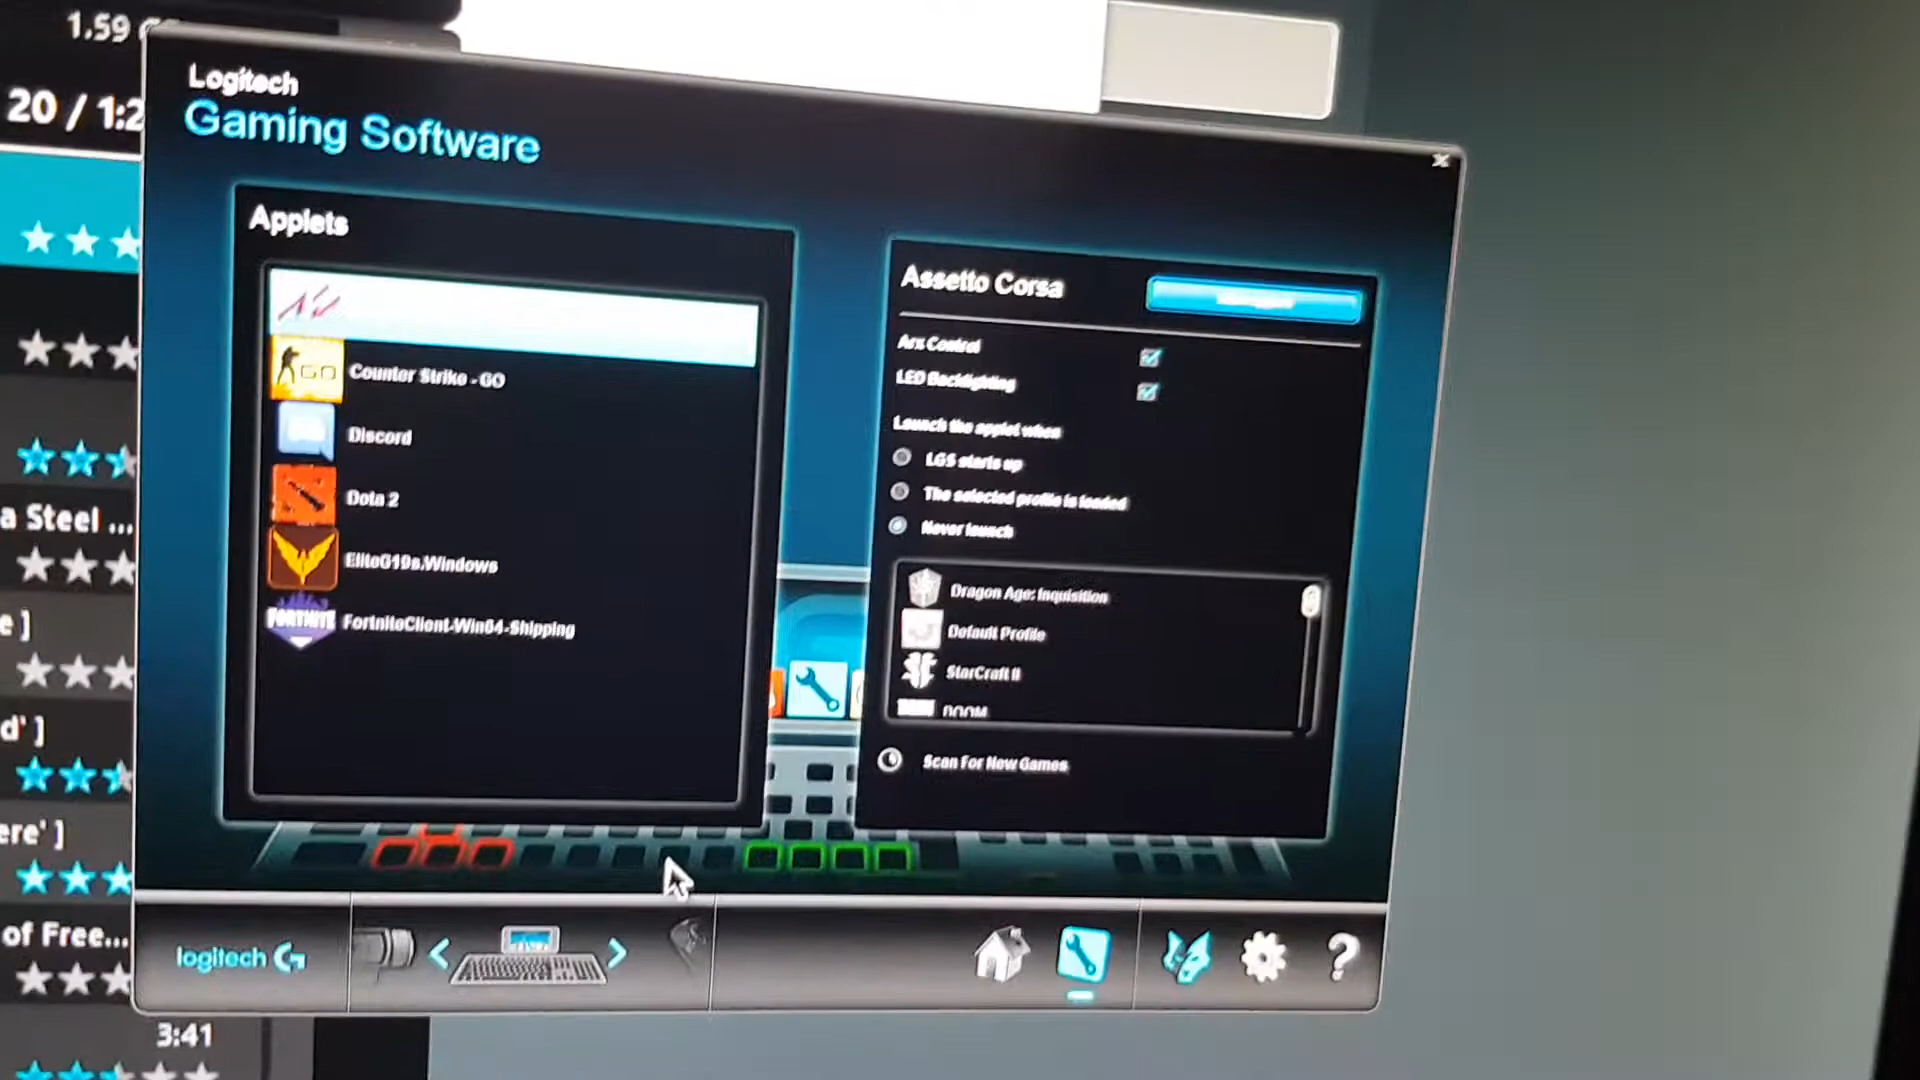 1.59
20 / 1:2
Logitech
Gaming Software
Applets
GO
Counter Strike - GO
Discord
Dota 2
EliteG19s.Windows
FORTNITE
FortniteClient-Win64-Shipping
Assetto Corsa
Arx Control
LED Backlighting
Launch the applet when
LGS starts up
The selected profile is loaded
Never launch
Dragon Age: Inquisition
Default Profile
StarCraft II
DOOM
Scan For New Games
a Steel ...
e ]
d' ]
ere' ]
of Free...
3:41
logitech G
?